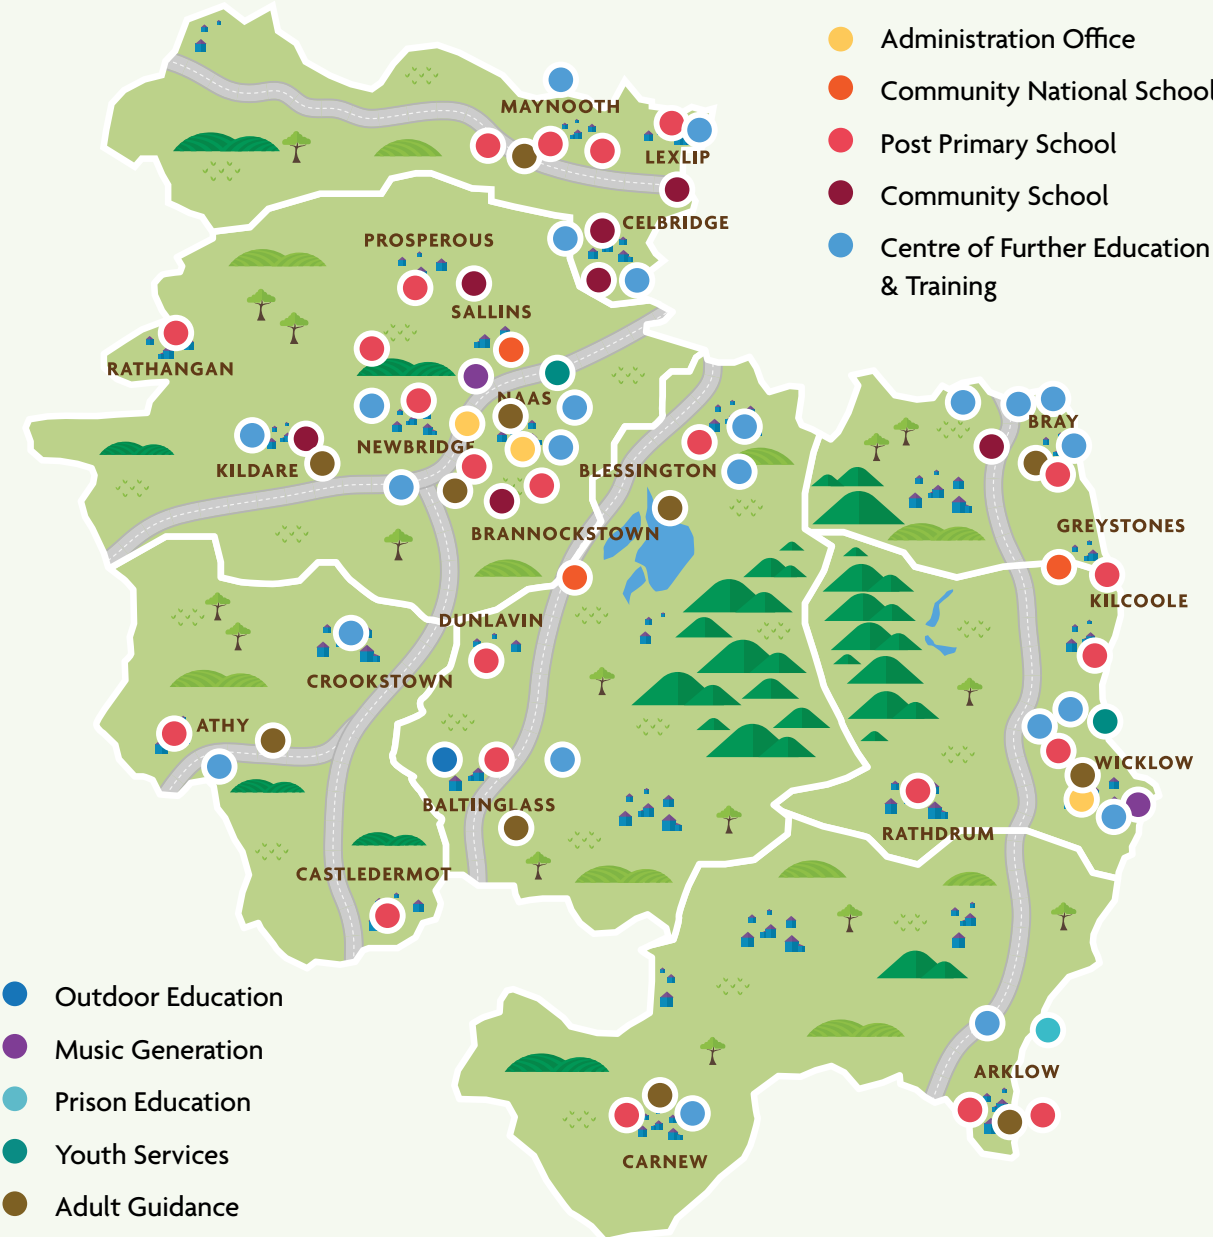 Administration Office
Community National School
Post Primary School
Community School
Centre of Further Education
& Training
MAYNOOTH
LEXLIP
CELBRIDGE
PROSPEROUS
SALLINS
RATHANGAN
NAAS
NEWBRIDGE
KILDARE
BLESSINGTON
BRAY
BRANNOCKSTOWN
GREYSTONES
KILCOOLE
DUNLAVIN
CROOKSTOWN
ATHY
WICKLOW
BALTINGLASS
RATHDRUM
CASTLEDERMOT
ARKLOW
CARNEW
Outdoor Education
Music Generation
Prison Education
Youth Services
Adult Guidance